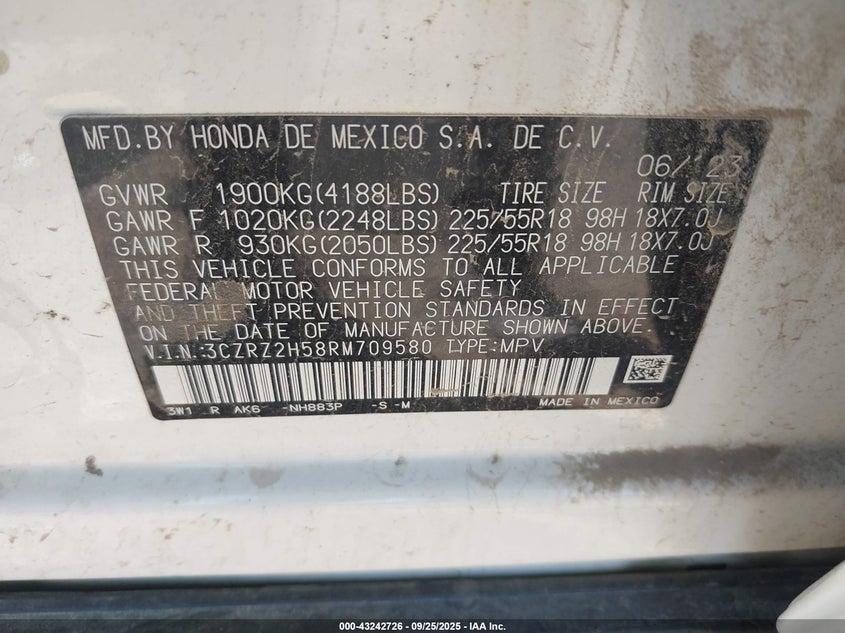 MFD.BY HONDA DE MEXICO S.A. DE C.V.
06/'23
GVWR 1900KG(4188LBS) TIRE SIZE RIM SIZE
GAWR F 1020KG(2248LBS) 225/55R18 98H 18X7.0J
GAWR R 930KG(2050LBS) 225/55R18 98H 18X7.0J
THIS VEHICLE CONFORMS TO ALL APPLICABLE
FEDERAL MOTOR VEHICLE SAFETY
AND THEFT PREVENTION STANDARDS IN EFFECT
ON THE DATE OF MANUFACTURE SHOWN ABOVE.
V.I.N:3CZRZ2H58RM709580 TYPE:MPV
3W1 R AK6 -NH883P -S -M MADE IN MEXICO
000-43242726 | 09/25/2025 - IAA Inc.